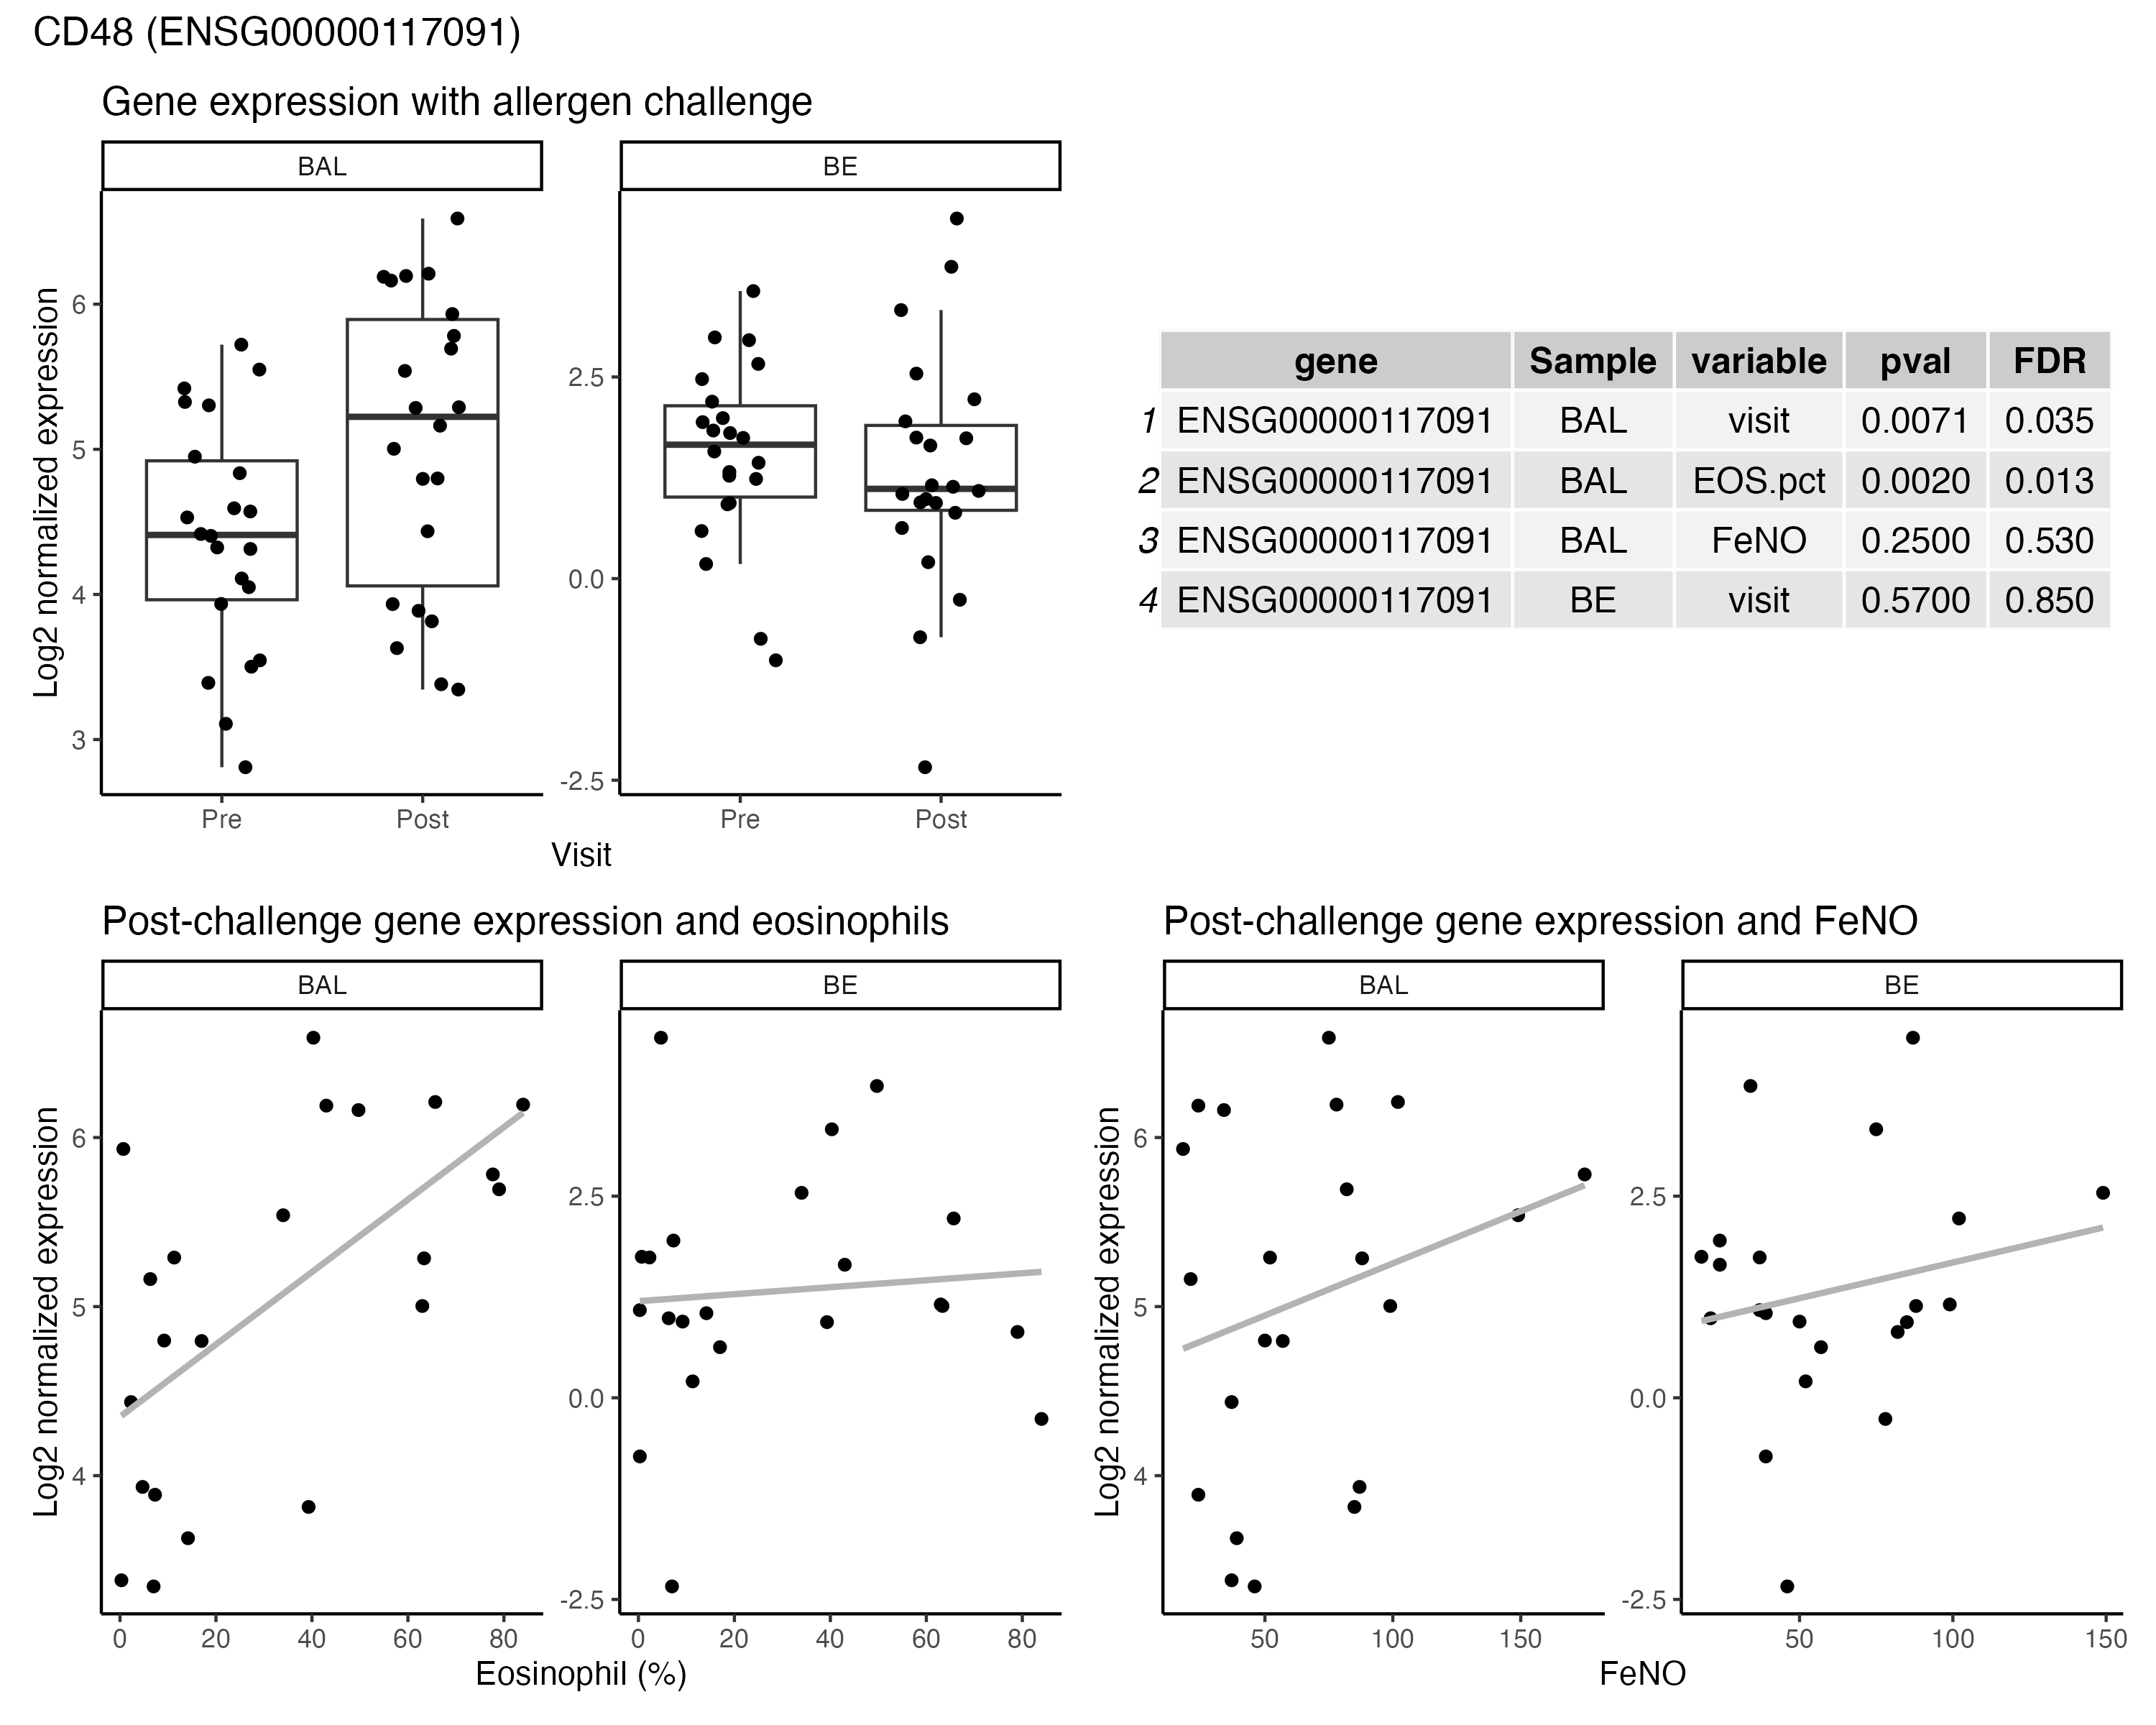 CD48 (ENSG00000117091)
Gene expression with allergen challenge
BAL
BE
Log2 normalized expression
6
5
4
3
2.5
0.0
-2.5
Pre
Post
Pre
Post
Visit
gene Sample variable pval FDR
1 ENSG00000117091 BAL visit 0.0071 0.035
2 ENSG00000117091 BAL EOS.pct 0.0020 0.013
3 ENSG00000117091 BAL FeNO 0.2500 0.530
4 ENSG00000117091 BE visit 0.5700 0.850
Post-challenge gene expression and eosinophils
BAL
BE
Log2 normalized expression
6
5
4
2.5
0.0
-2.5
0 20 40 60 80
0 20 40 60 80
Eosinophil (%)
Post-challenge gene expression and FeNO
BAL
BE
Log2 normalized expression
6
5
4
2.5
0.0
-2.5
50 100 150
50 100 150
FeNO